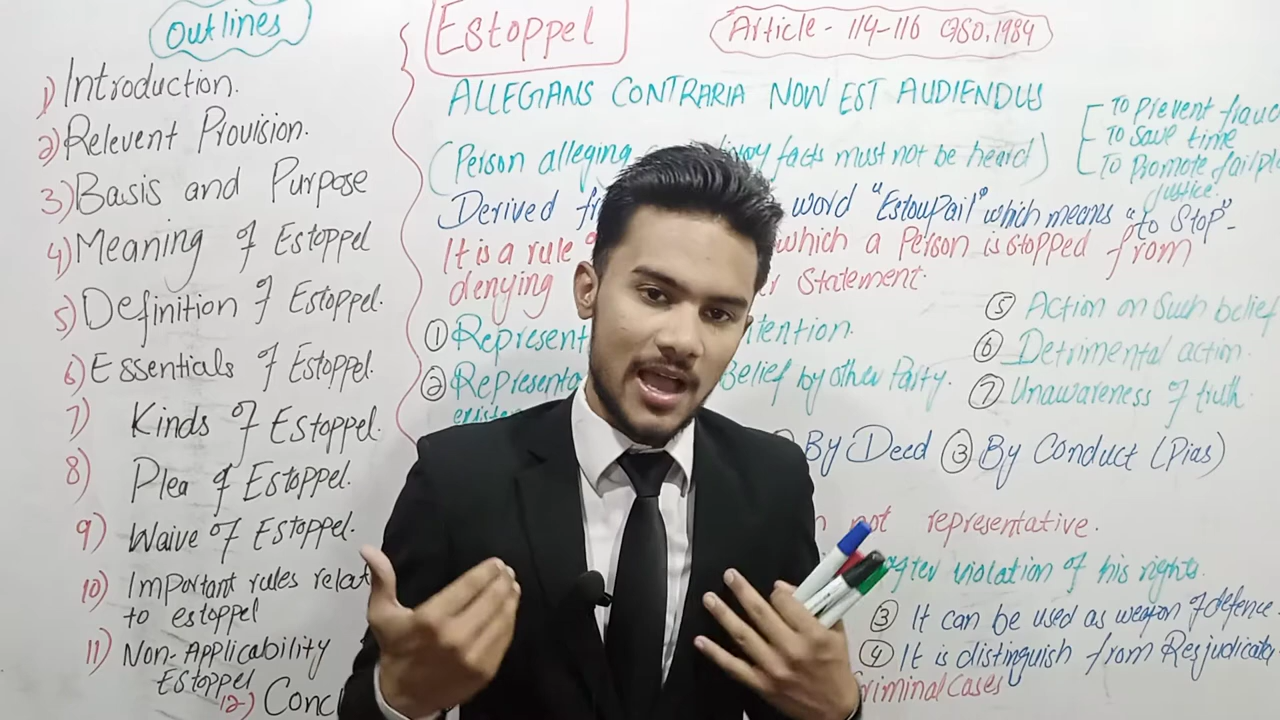 Outlines
1) Introduction.
2) Relevent Provision.
3) Basis and Purpose
4) Meaning of Estoppel
5) Definition of Estoppel.
6) Essentials of Estoppel.
7) Kinds of Estoppel.
8) Plea of Estoppel.
9) Waive of Estoppel.
10) Important rules relat
to estoppel
11) Non-Applicability
Estoppel
12) Conc
Estoppel
Article - 114-116 QSO, 1984
ALLEGIANS CONTRARIA NOW EST AUDIENDUS
(Person alleging facts must not be heard)
To Prevent frau
To Save time
To Promote fairpl
justice.
Derived word "Estoupail" which means "to Stop" -
It is a rule which a Person is stopped from
denying Statement.
① Represent tention.
② Representa Belief by other Party.
⑤ Action on Such belief
⑥ Detrimental action.
⑦ Unawareness of truth.
By Deed ③ By Conduct (Pias)
not representative.
after violation of his rights.
③ It can be used as weapon of defence
④ It is distinguish from Resjudicata
Criminal Cases